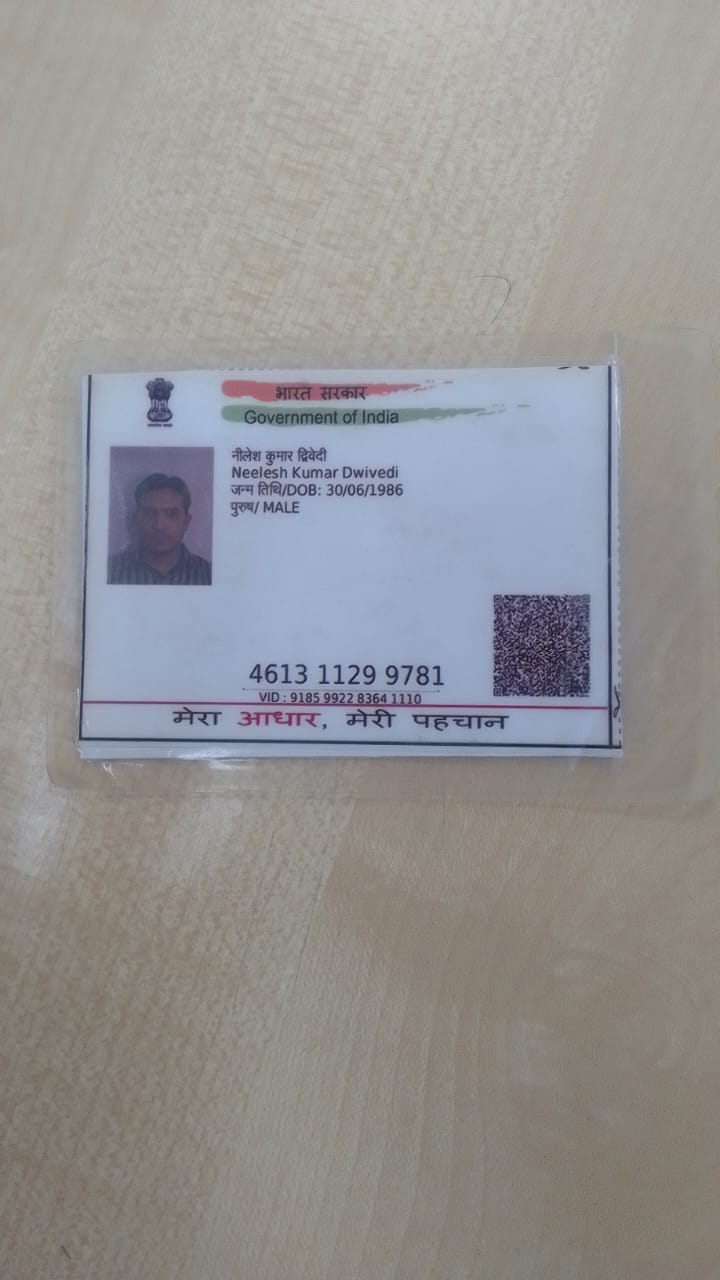 भारत सरकार
Government of India
नीलेश कुमार द्विवेदी
Neelesh Kumar Dwivedi
जन्म तिथि/DOB: 30/06/1986
पुरुष/ MALE
4613 1129 9781
VID : 9185 9922 8364 1110
मेरा आधार, मेरी पहचान